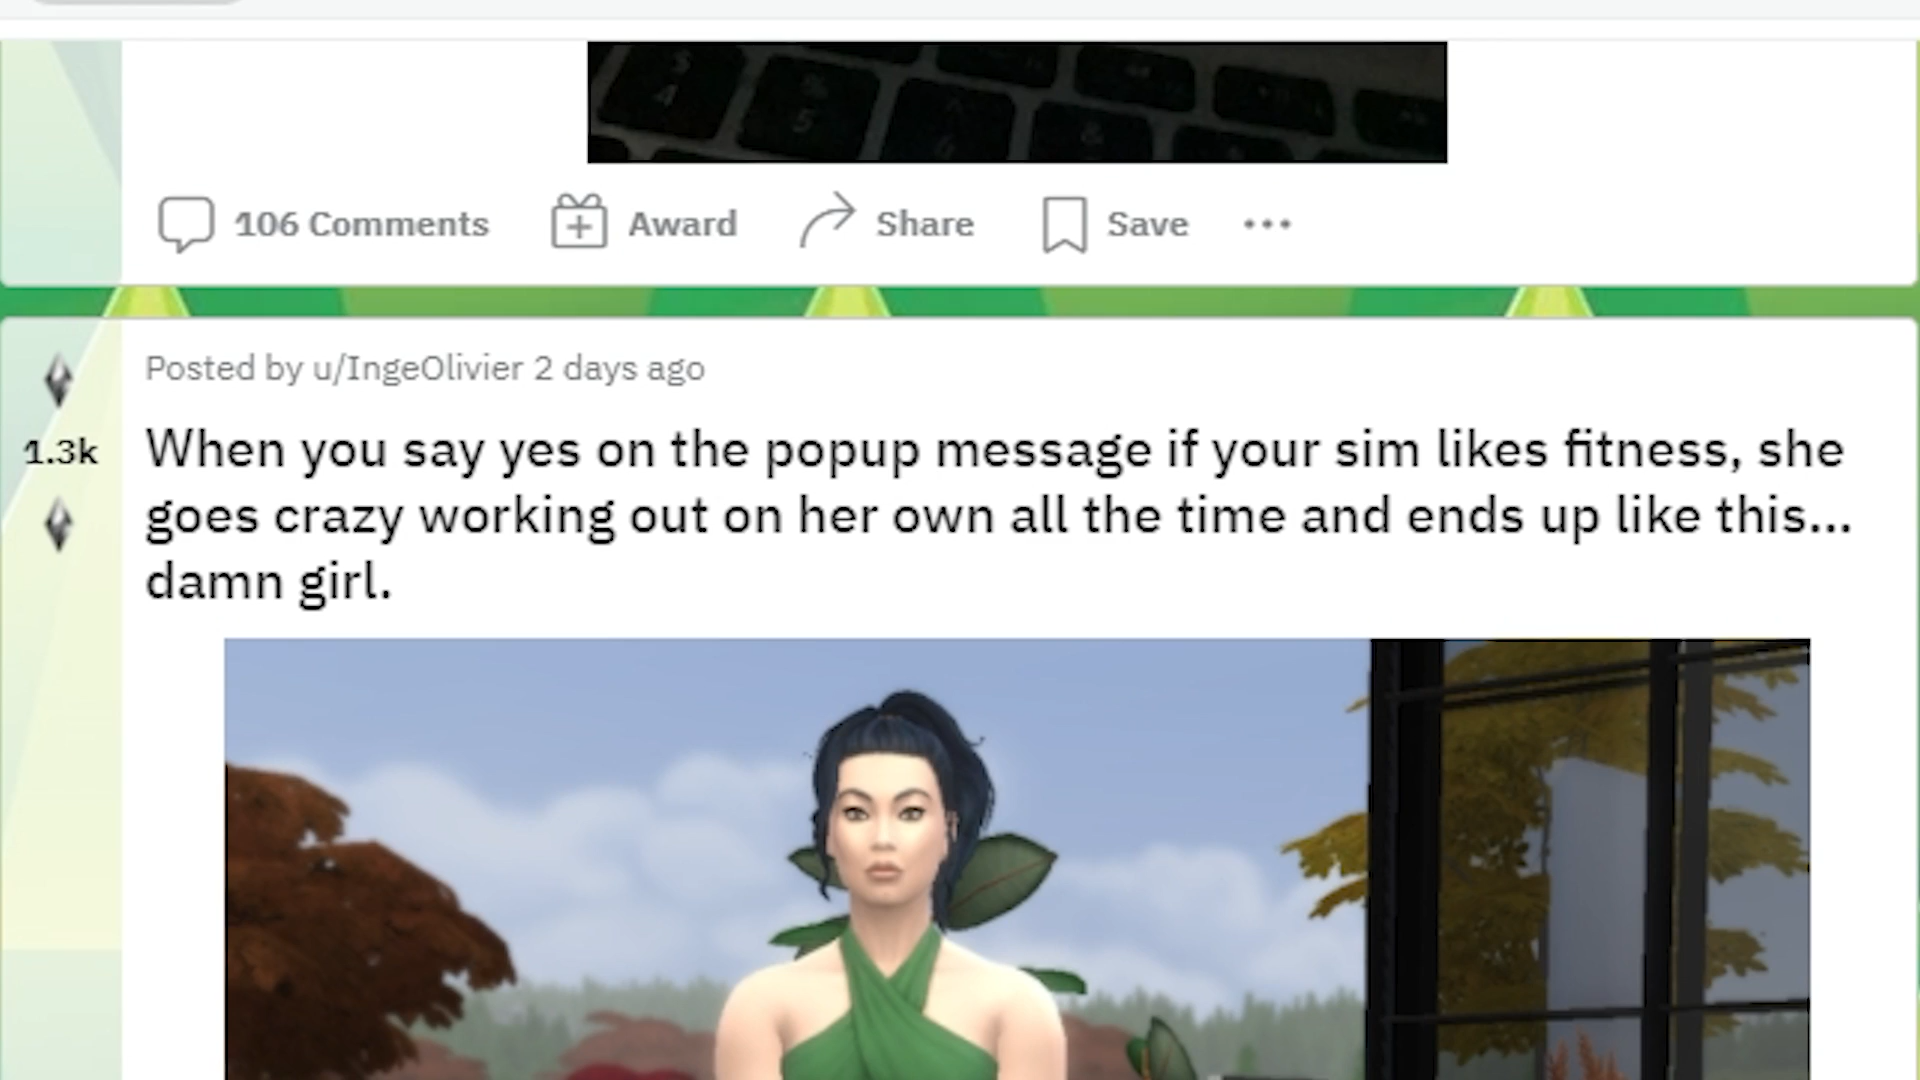 4
5
106 Comments Award Share Save
Posted by u/IngeOlivier 2 days ago
1.3k
When you say yes on the popup message if your sim likes fitness, she
goes crazy working out on her own all the time and ends up like this...
damn girl.